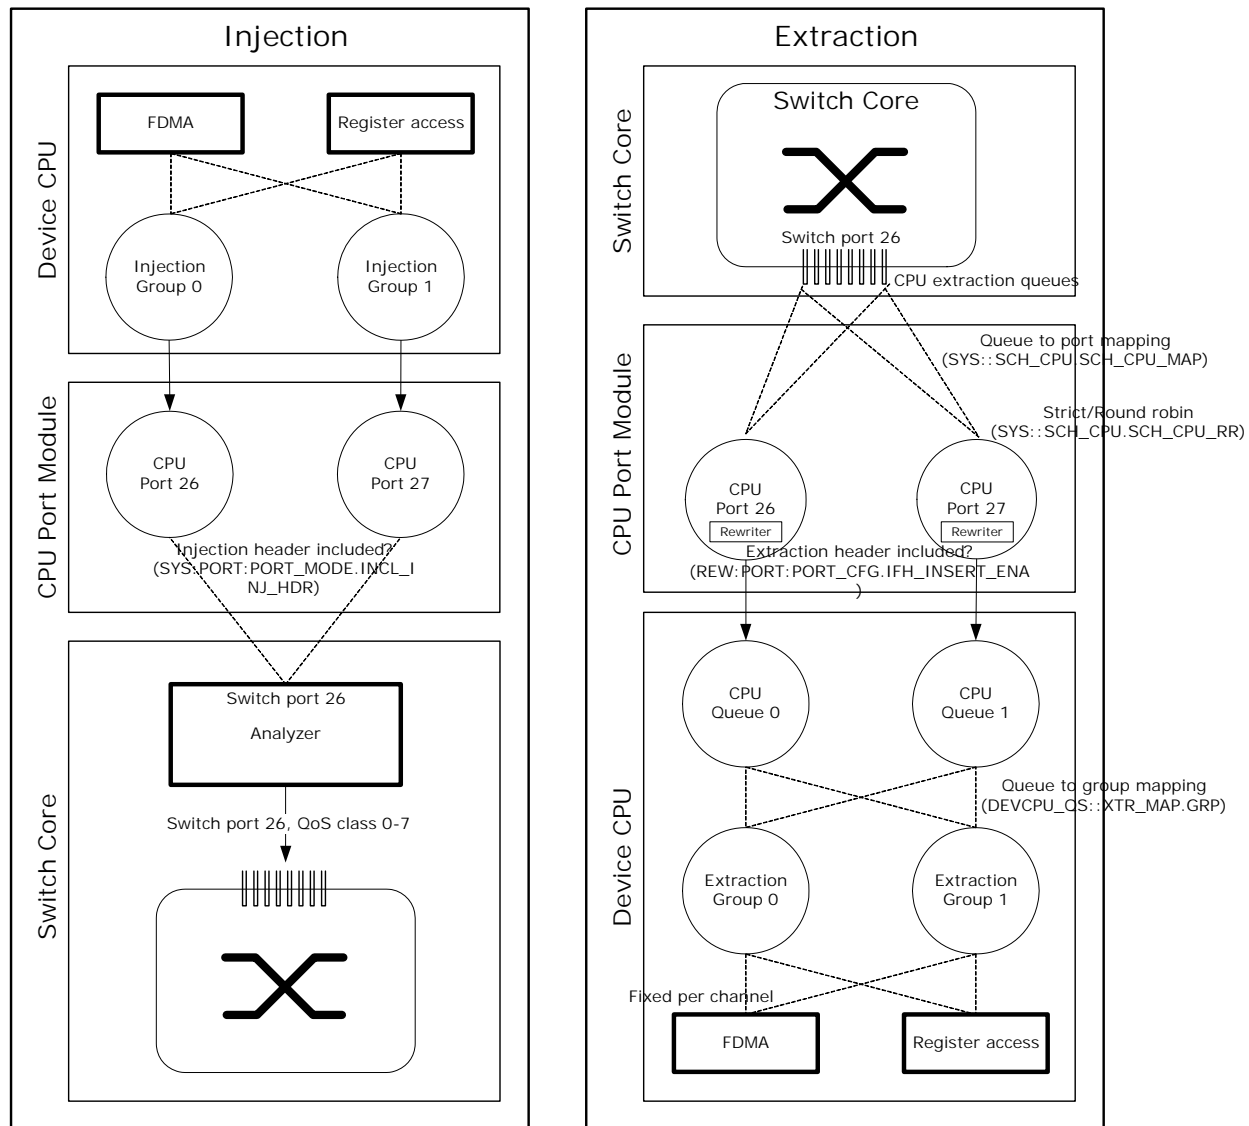 Injection
Device CPU
FDMA
Register access
Injection
Group 0
Injection
Group 1
CPU Port Module
CPU
Port 26
CPU
Port 27
Injection header included?
(SYS:PORT:PORT_MODE.INCL_I
NJ_HDR)
Switch Core
Switch port 26
Analyzer
Switch port 26, QoS class 0-7
Extraction
Switch Core
Switch Core
Switch port 26
CPU extraction queues
CPU Port Module
Queue to port mapping
(SYS::SCH_CPU.SCH_CPU_MAP)
Strict/Round robin
(SYS::SCH_CPU.SCH_CPU_RR)
CPU
Port 26
Rewriter
CPU
Port 27
Rewriter
Extraction header included?
(REW:PORT:PORT_CFG.IFH_INSERT_ENA
)
Device CPU
CPU
Queue 0
CPU
Queue 1
Queue to group mapping
(DEVCPU_QS::XTR_MAP.GRP)
Extraction
Group 0
Extraction
Group 1
Fixed per channel
FDMA
Register access